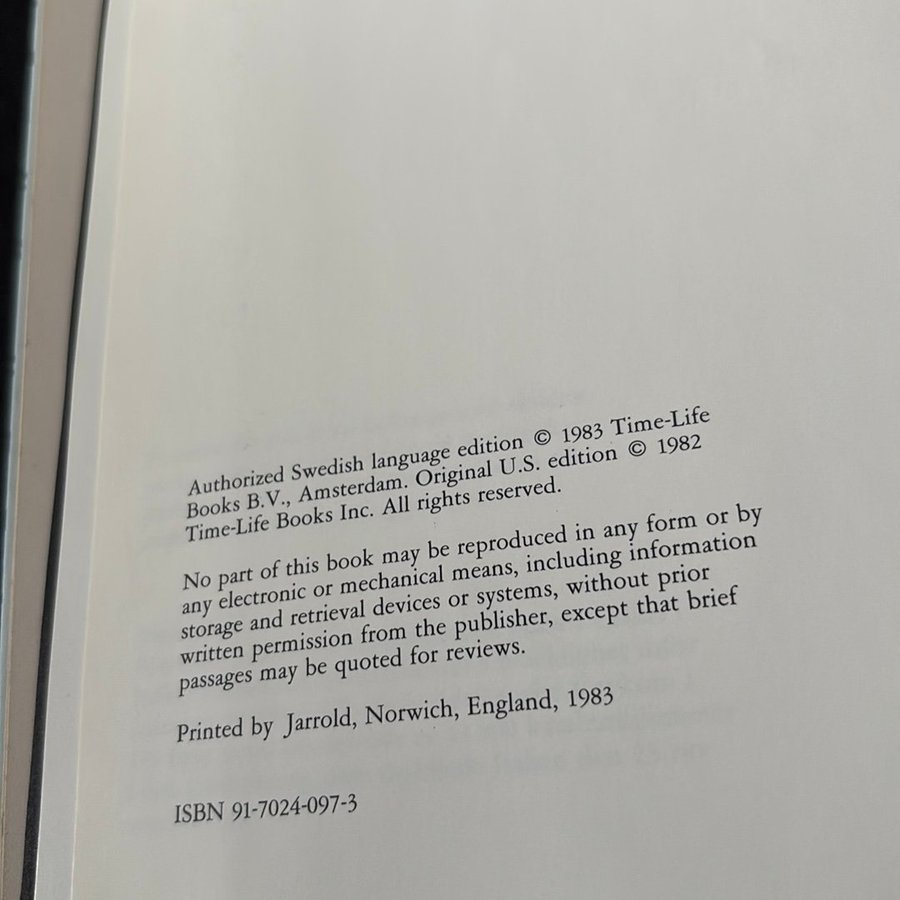 Authorized Swedish language edition © 1983 Time-Life
Books B.V., Amsterdam. Original U.S. edition © 1982
Time-Life Books Inc. All rights reserved.
No part of this book may be reproduced in any form or by
any electronic or mechanical means, including information
storage and retrieval devices or systems, without prior
written permission from the publisher, except that brief
passages may be quoted for reviews.
Printed by Jarrold, Norwich, England, 1983
ISBN 91-7024-097-3